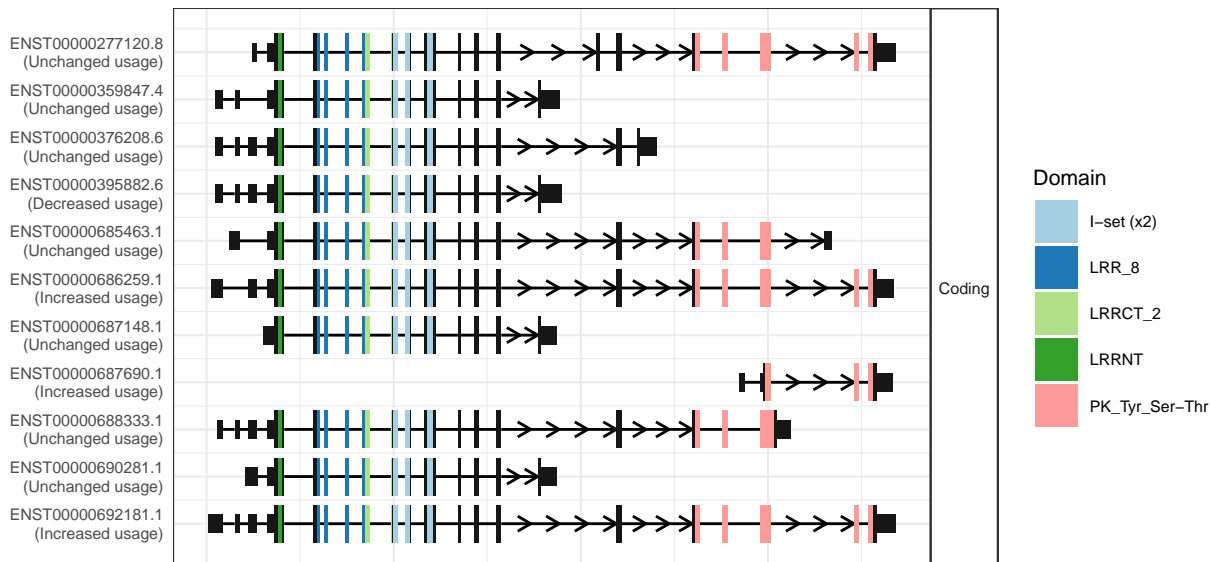 ENST00000277120.8
(Unchanged usage)
ENST00000359847.4
(Unchanged usage)
ENST00000376208.6
(Unchanged usage)
ENST00000395882.6
(Decreased usage)
ENST00000685463.1
(Unchanged usage)
ENST00000686259.1
(Increased usage)
ENST00000687148.1
(Unchanged usage)
ENST00000687690.1
(Increased usage)
ENST00000688333.1
(Unchanged usage)
ENST00000690281.1
(Unchanged usage)
ENST00000692181.1
(Increased usage)
Coding
Domain
I−set (x2)
LRR_8
LRRCT_2
LRRNT
PK_Tyr_Ser−Thr